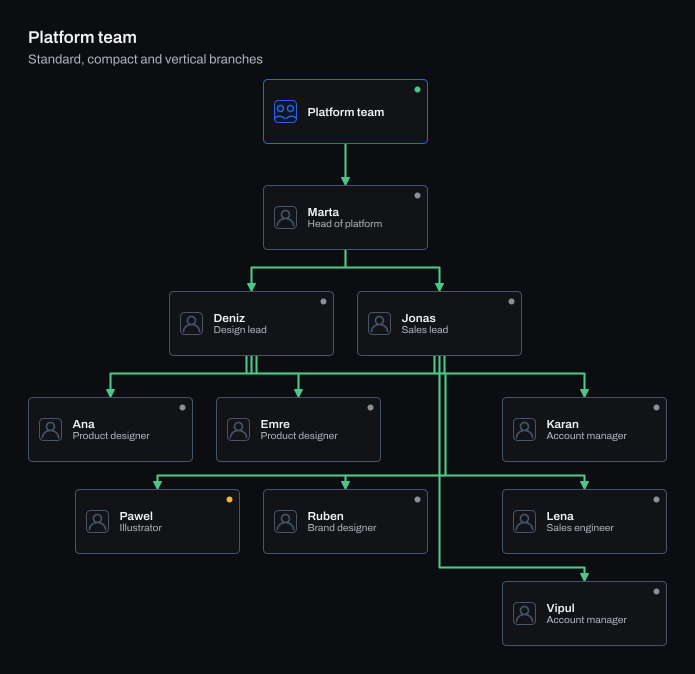 Platform team
Standard, compact and vertical branches
Platform team
Marta
Head of platform
Deniz
Design lead
Jonas
Sales lead
Ana
Product designer
Emre
Product designer
Karan
Account manager
Pawel
Illustrator
Ruben
Brand designer
Lena
Sales engineer
Vipul
Account manager